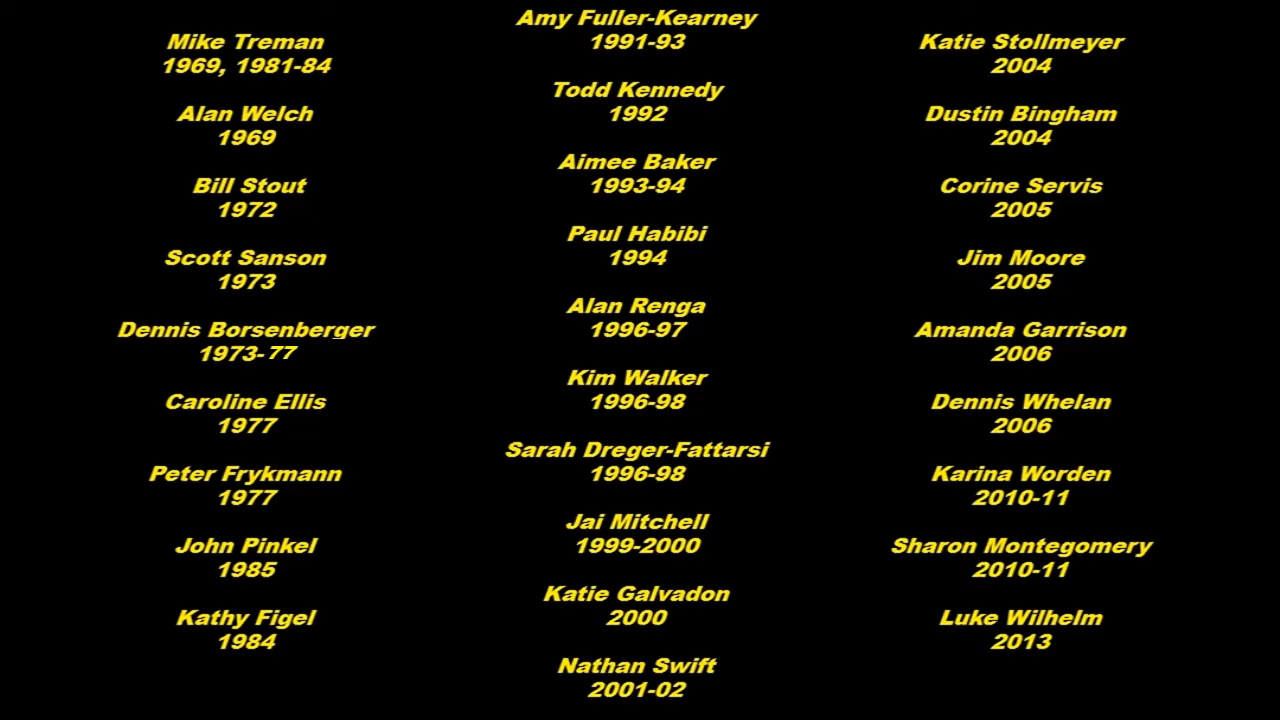 Mike Treman
1969, 1981-84
Alan Welch
1969
Bill Stout
1972
Scott Sanson
1973
Dennis Borsenberger
1973-77
Caroline Ellis
1977
Peter Frykmann
1977
John Pinkel
1985
Kathy Figel
1984
Amy Fuller-Kearney
1991-93
Todd Kennedy
1992
Aimee Baker
1993-94
Paul Habibi
1994
Alan Renga
1996-97
Kim Walker
1996-98
Sarah Dreger-Fattarsi
1996-98
Jai Mitchell
1999-2000
Katie Galvadon
2000
Nathan Swift
2001-02
Katie Stollmeyer
2004
Dustin Bingham
2004
Corine Servis
2005
Jim Moore
2005
Amanda Garrison
2006
Dennis Whelan
2006
Karina Worden
2010-11
Sharon Montegomery
2010-11
Luke Wilhelm
2013